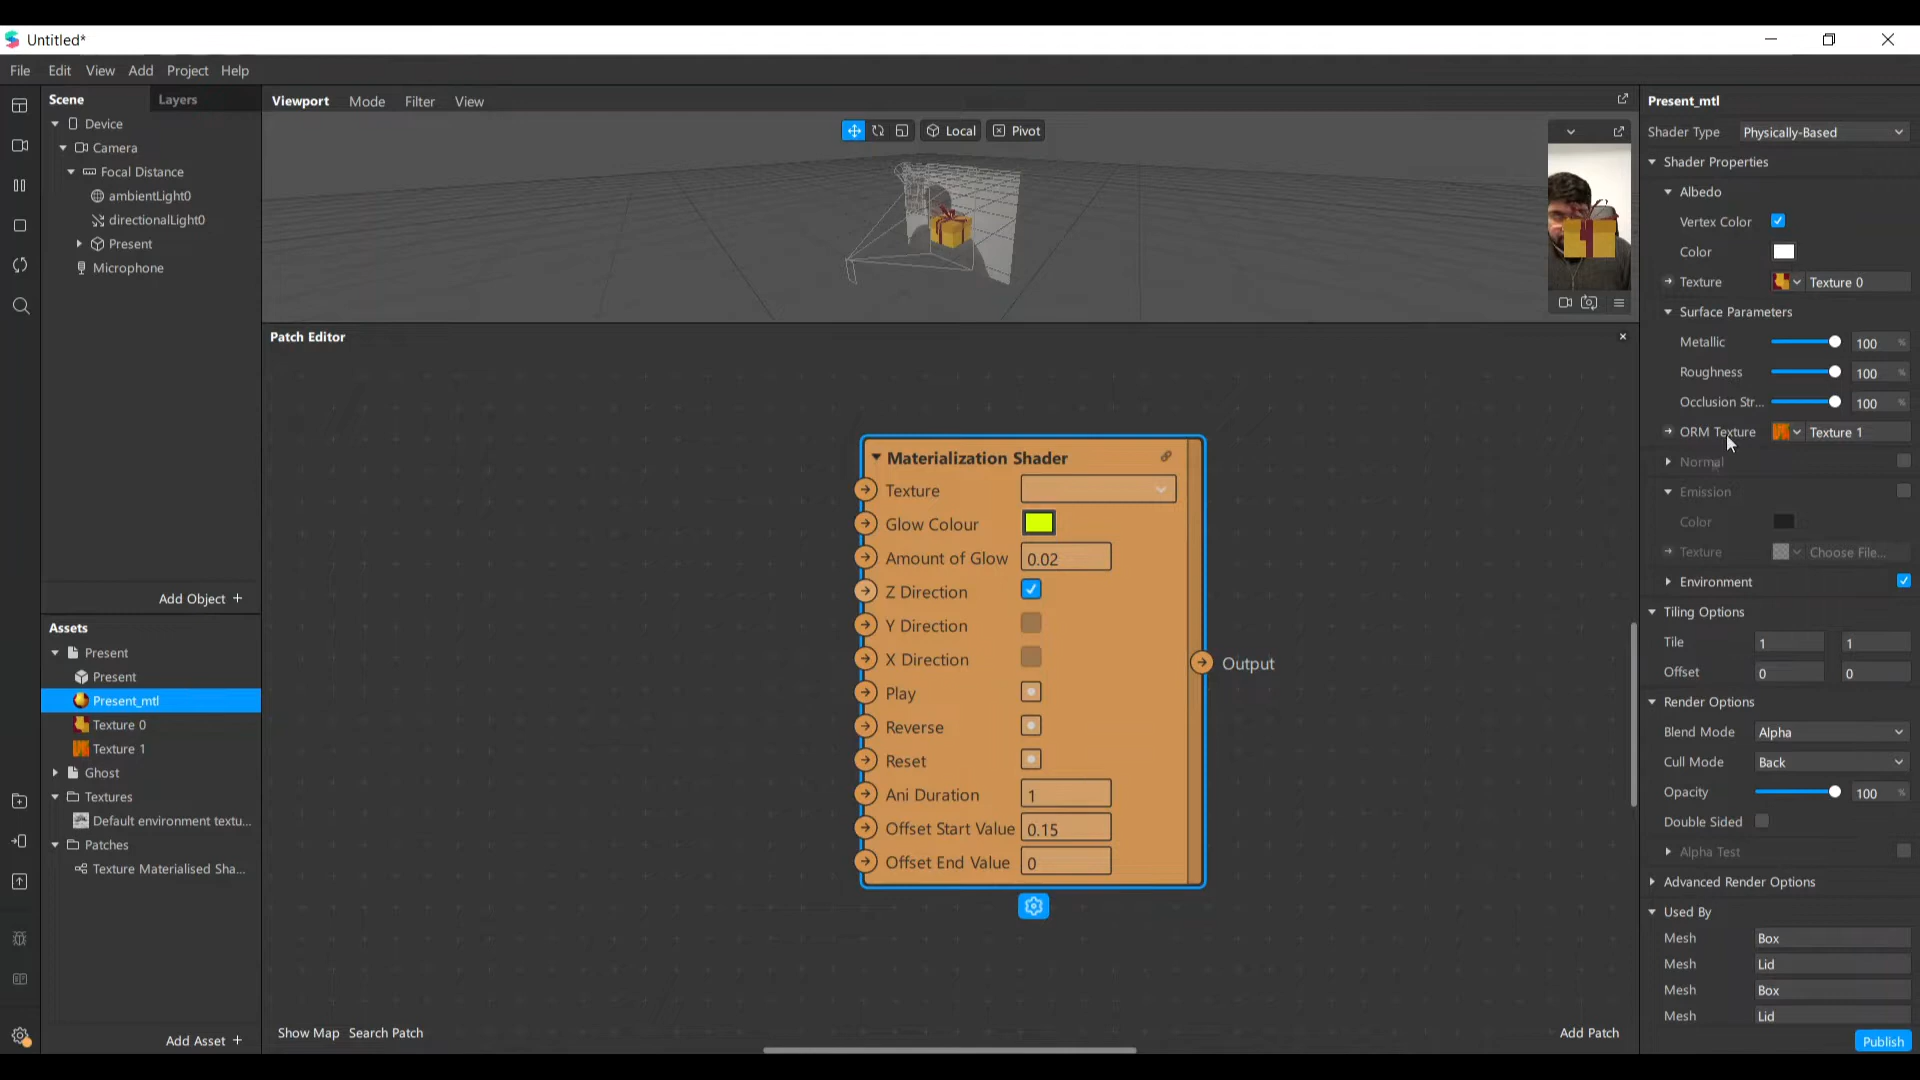 Untitled*
File Edit View Add Project Help
Scene Layers
Device
Camera
Focal Distance
ambientLight0
directionalLight0
Present
Microphone
Add Object +
Assets
Present
Present
Present_mtl
Texture 0
Texture 1
Ghost
Textures
Default environment textu...
Patches
Texture Materialised Sha...
Add Asset +
Viewport Mode Filter View
Local Pivot
Patch Editor
Materialization Shader
Texture
Glow Colour
Amount of Glow 0.02
Z Direction
Y Direction
X Direction
Play
Reverse
Reset
Ani Duration 1
Offset Start Value 0.15
Offset End Value 0
Output
Show Map Search Patch
Add Patch
Present_mtl
Shader Type Physically-Based
Shader Properties
Albedo
Vertex Color
Color
Texture Texture 0
Surface Parameters
Metallic 100 %
Roughness 100 %
Occlusion Str... 100 %
ORM Texture Texture 1
Normal
Emission
Color
Texture Choose File...
Environment
Tiling Options
Tile 1 1
Offset 0 0
Render Options
Blend Mode Alpha
Cull Mode Back
Opacity 100 %
Double Sided
Alpha Test
Advanced Render Options
Used By
Mesh Box
Mesh Lid
Mesh Box
Mesh Lid
Publish